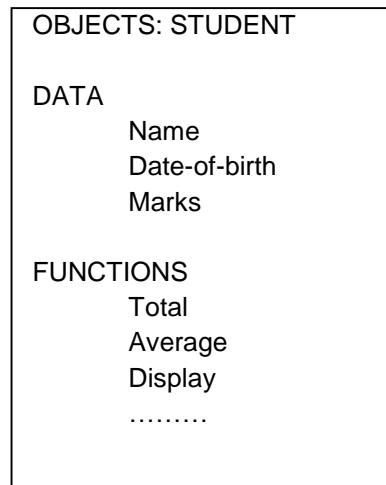 OBJECTS: STUDENT
DATA
Name
Date-of-birth
Marks
FUNCTIONS
Total
Average
Display
………